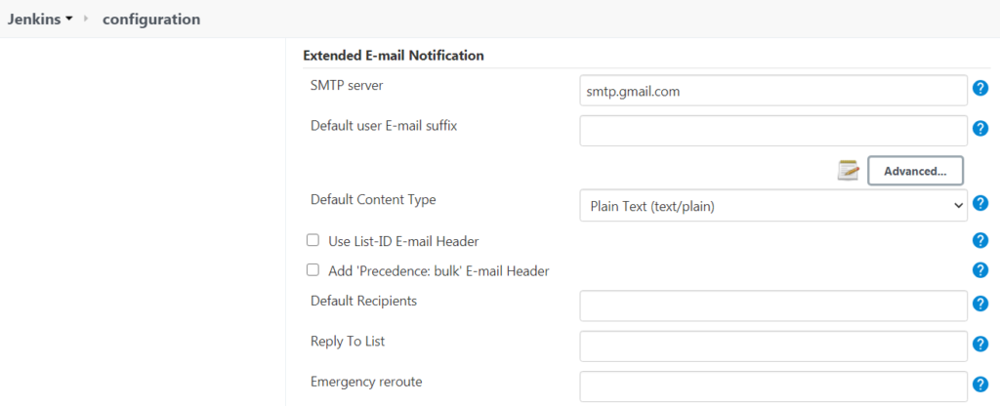 Jenkins configuration
Extended E-mail Notification
SMTP server
smtp.gmail.com
Default user E-mail suffix
Advanced...
Default Content Type
Plain Text (text/plain)
Use List-ID E-mail Header
Add 'Precedence: bulk' E-mail Header
Default Recipients
Reply To List
Emergency reroute